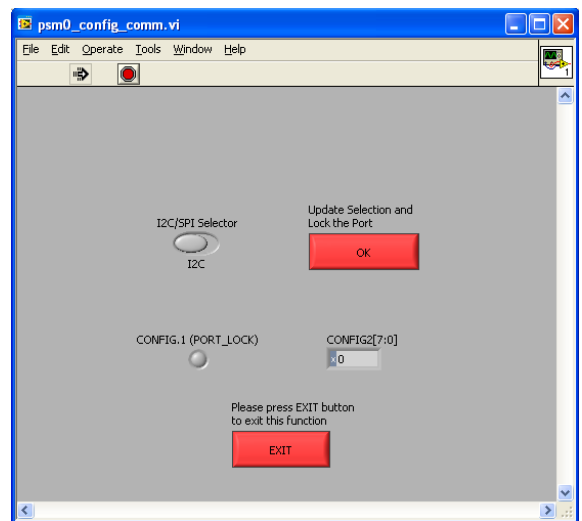 psm0_config_comm.vi
File Edit Operate Tools Window Help
1
Update Selection and
I2C/SPI Selector
Lock the Port
OK
I2C
CONFIG.1 (PORT_LOCK)
CONFIG2[7:0]
x0
Please press EXIT button
to exit this function
EXIT